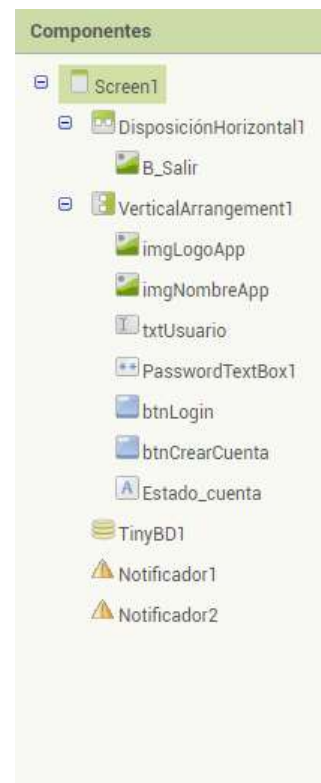 Componentes
Screen1
DisposiciónHorizontal1
B_Salir
VerticalArrangement1
imgLogoApp
imgNombreApp
txtUsuario
PasswordTextBox1
btnLogin
btnCrearCuenta
Estado_cuenta
TinyBD1
Notificador1
Notificador2